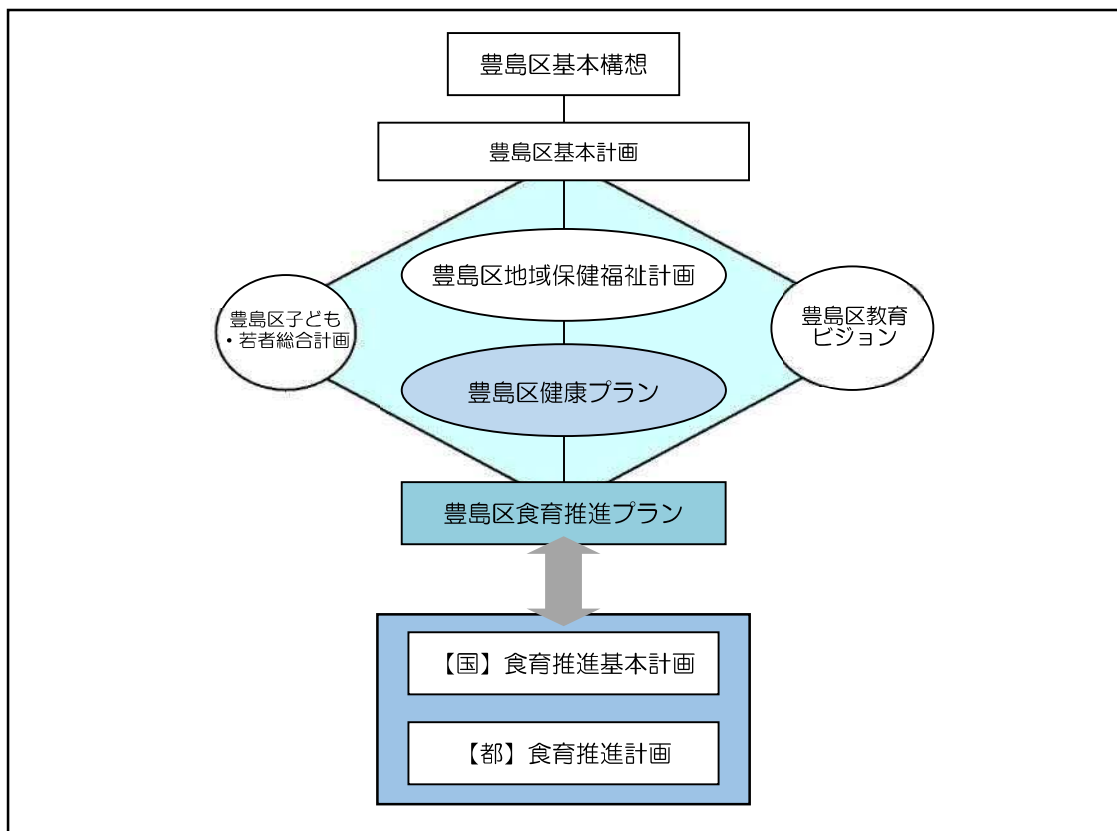 豊島区基本構想
豊島区基本計画
豊島区地域保健福祉計画
豊島区子ども
・若者総合計画
豊島区教育
ビジョン
豊島区健康プラン
豊島区食育推進プラン
【国】食育推進基本計画
【都】食育推進計画